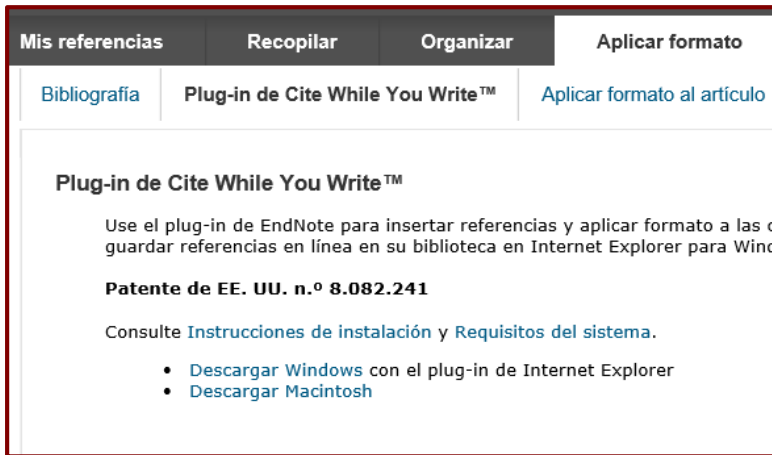 Mis referencias Recopilar Organizar Aplicar formato
Bibliografía Plug-in de Cite While You Write™ Aplicar formato al artículo
Plug-in de Cite While You Write™
Use el plug-in de EndNote para insertar referencias y aplicar formato a las
guardar referencias en línea en su biblioteca en Internet Explorer para
Patente de EE. UU. n.º 8.082.241
Consulte Instrucciones de instalación y Requisitos del sistema.
• Descargar Windows con el plug-in de Internet Explorer
• Descargar Macintosh